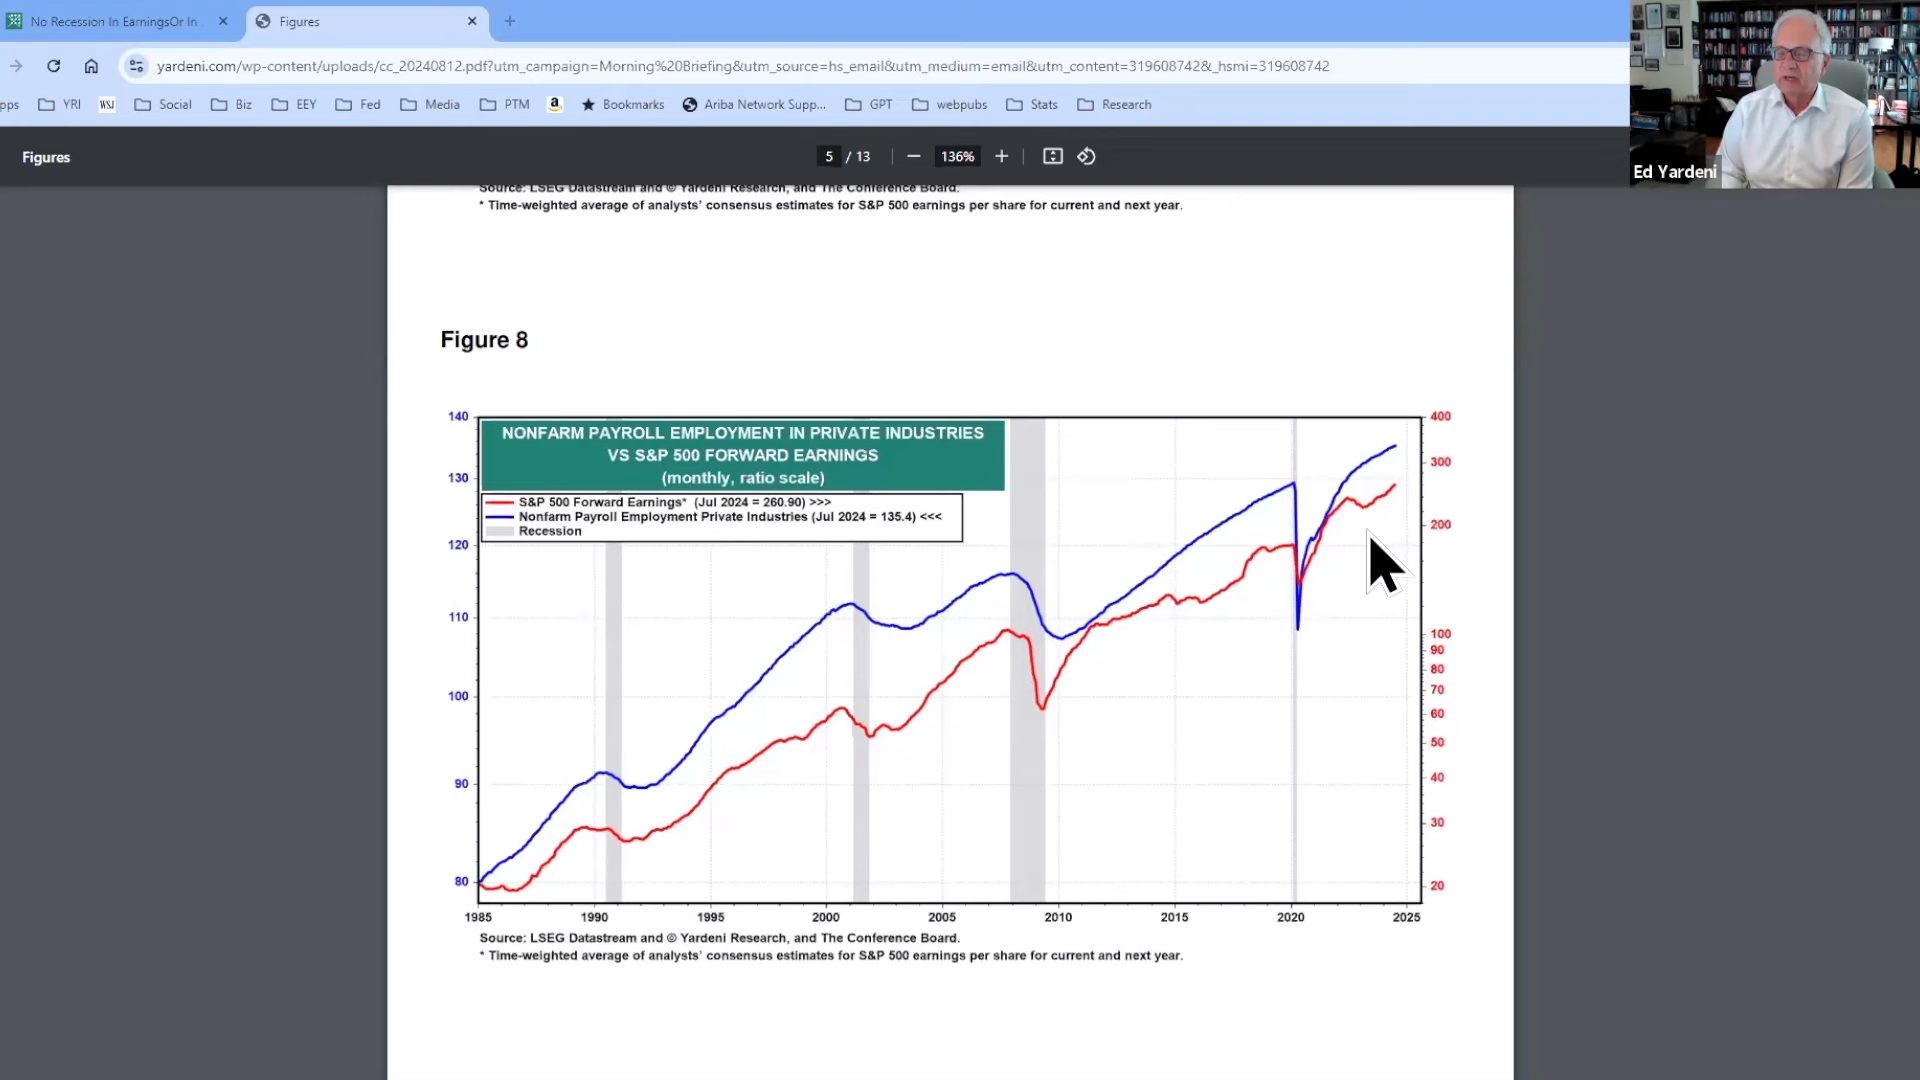 No Recession In EarningsOr In
Figures
yardeni.com/wp-content/uploads/cc_20240812.pdf?utm_campaign=Morning%20Briefing&utm_source=hs_email&utm_medium=email&utm_content=319608742&_hsmi=319608742
pps YRI WSJ Social Biz EEY Fed Media PTM a Bookmarks Ariba Network Supp... GPT webpubs Stats Research
Figures
5 / 13
136%
Ed Yardeni
Source: LSEG Datastream and © Yardeni Research, and The Conference Board.
* Time-weighted average of analysts' consensus estimates for S&P 500 earnings per share for current and next year.
Figure 8
NONFARM PAYROLL EMPLOYMENT IN PRIVATE INDUSTRIES
VS S&P 500 FORWARD EARNINGS
(monthly, ratio scale)
S&P 500 Forward Earnings* (Jul 2024 = 260.90) >>>
Nonfarm Payroll Employment Private Industries (Jul 2024 = 135.4) <<<
Recession
140
130
120
110
100
90
80
400
300
200
100
90
80
70
60
50
40
30
20
1985 1990 1995 2000 2005 2010 2015 2020 2025
Source: LSEG Datastream and © Yardeni Research, and The Conference Board.
* Time-weighted average of analysts' consensus estimates for S&P 500 earnings per share for current and next year.